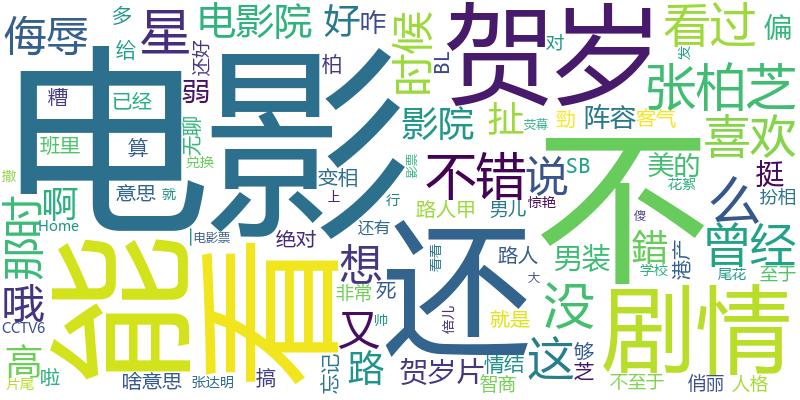 侮辱
多
给
星
电影院
好
咋
还好
弱
糟
已经
班里
算
无聊
兑换
撒
意思
就
那时
啊
Home
电影票
哦
CCTV6
高
啦
片尾
啥意思
张达明
搞
电影
能
看
还
不
贺岁
剧情
时候
柏
BL
影院
不错
说
扯
勁
阵容
客气
看过
偏
对
发
张柏芝
喜欢
荧幕
美的
花絮
挺
SB
扮相
么
变相
上
影票
行
路人甲
男儿
惊艳
傻
还有
绝对
想
看看
路人
男装
錯
港产
曾经
大
学校
尾花
至于
非常
死
帅
又
倍儿
就是
没
忘记
路
贺岁片
情结
智商
这
够
芝
不至于
俏丽
人格